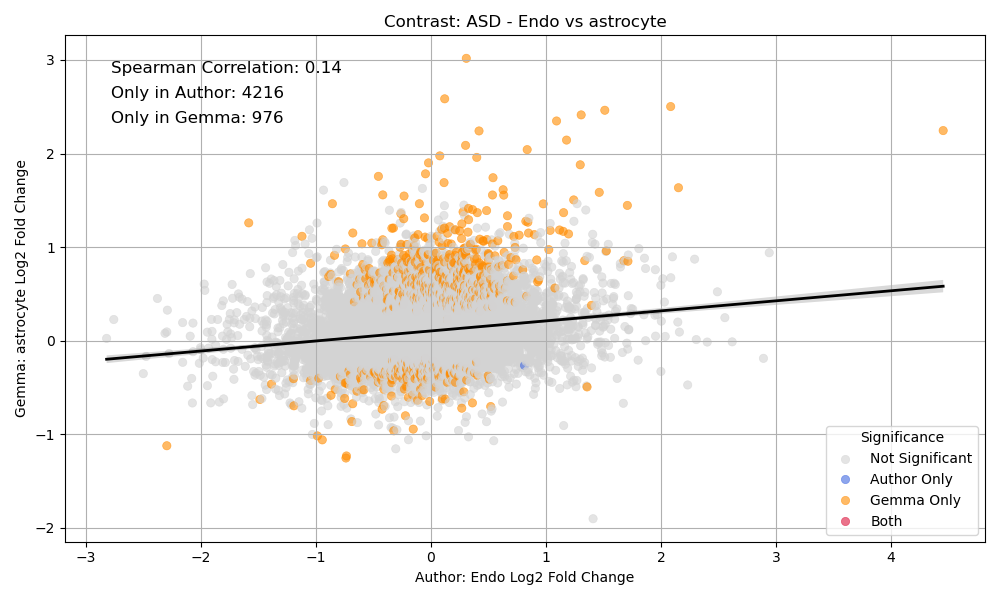 Contrast: ASD - Endo vs astrocyte
Spearman Correlation: 0.14
Only in Author: 4216
Only in Gemma: 976
Gemma: astrocyte Log2 Fold Change
3
2
1
0
−1
−2
−3
−2
−1
0
1
2
3
4
Author: Endo Log2 Fold Change
Significance
Not Significant
Author Only
Gemma Only
Both